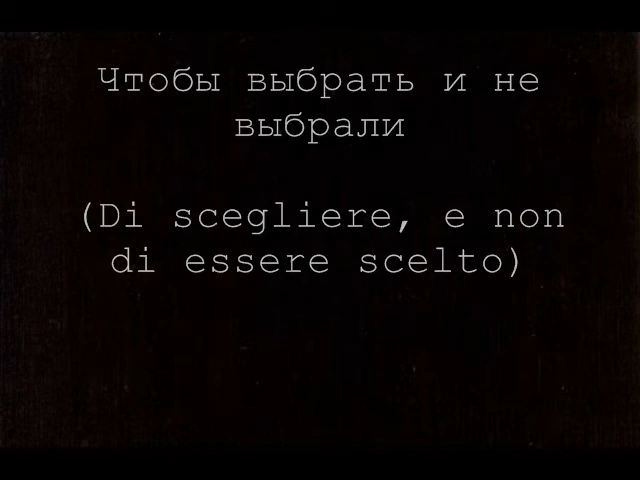 Чтобы выбрать и не
выбрали
(Di scegliere, e non
di essere scelto)